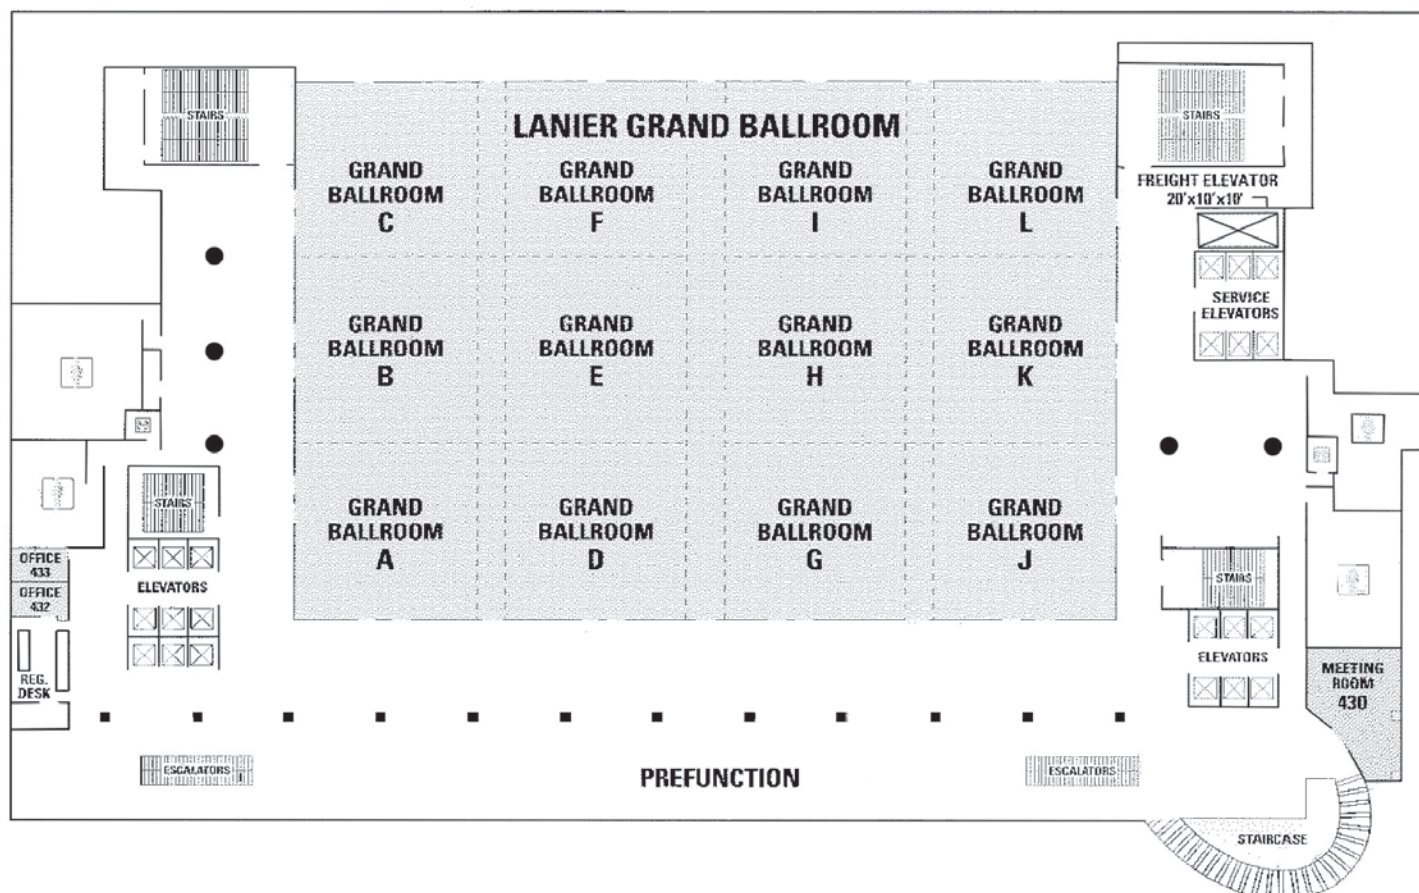 LANIER GRAND BALLROOM
STAIRS
STAIRS
GRAND
BALLROOM
C
GRAND
BALLROOM
F
GRAND
BALLROOM
I
GRAND
BALLROOM
L
FREIGHT ELEVATOR
20'x10'x10'
SERVICE
ELEVATORS
GRAND
BALLROOM
B
GRAND
BALLROOM
E
GRAND
BALLROOM
H
GRAND
BALLROOM
K
STAIRS
GRAND
BALLROOM
A
GRAND
BALLROOM
D
GRAND
BALLROOM
G
GRAND
BALLROOM
J
OFFICE
433
OFFICE
432
ELEVATORS
STAIRS
REG.
DESK
ELEVATORS
MEETING
ROOM
430
ESCALATORS
PREFUNCTION
ESCALATORS
STAIRCASE